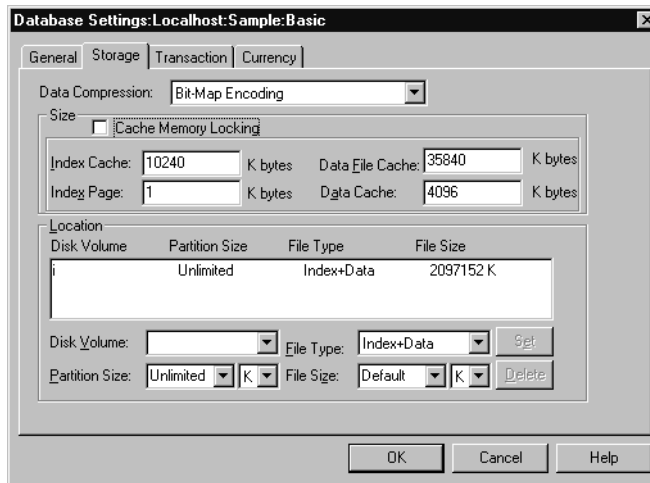 Database Settings:Localhost:Sample:Basic
General Storage Transaction Currency
Data Compression: Bit-Map Encoding
Size
Cache Memory Locking
Index Cache: 10240 K bytes Data File Cache: 35840 K bytes
Index Page: 1 K bytes Data Cache: 4096 K bytes
Location
Disk Volume Partition Size File Type File Size
i Unlimited Index+Data 2097152 K
Disk Volume: File Type: Index+Data Set
Partition Size: Unlimited K File Size: Default K Delete
OK Cancel Help